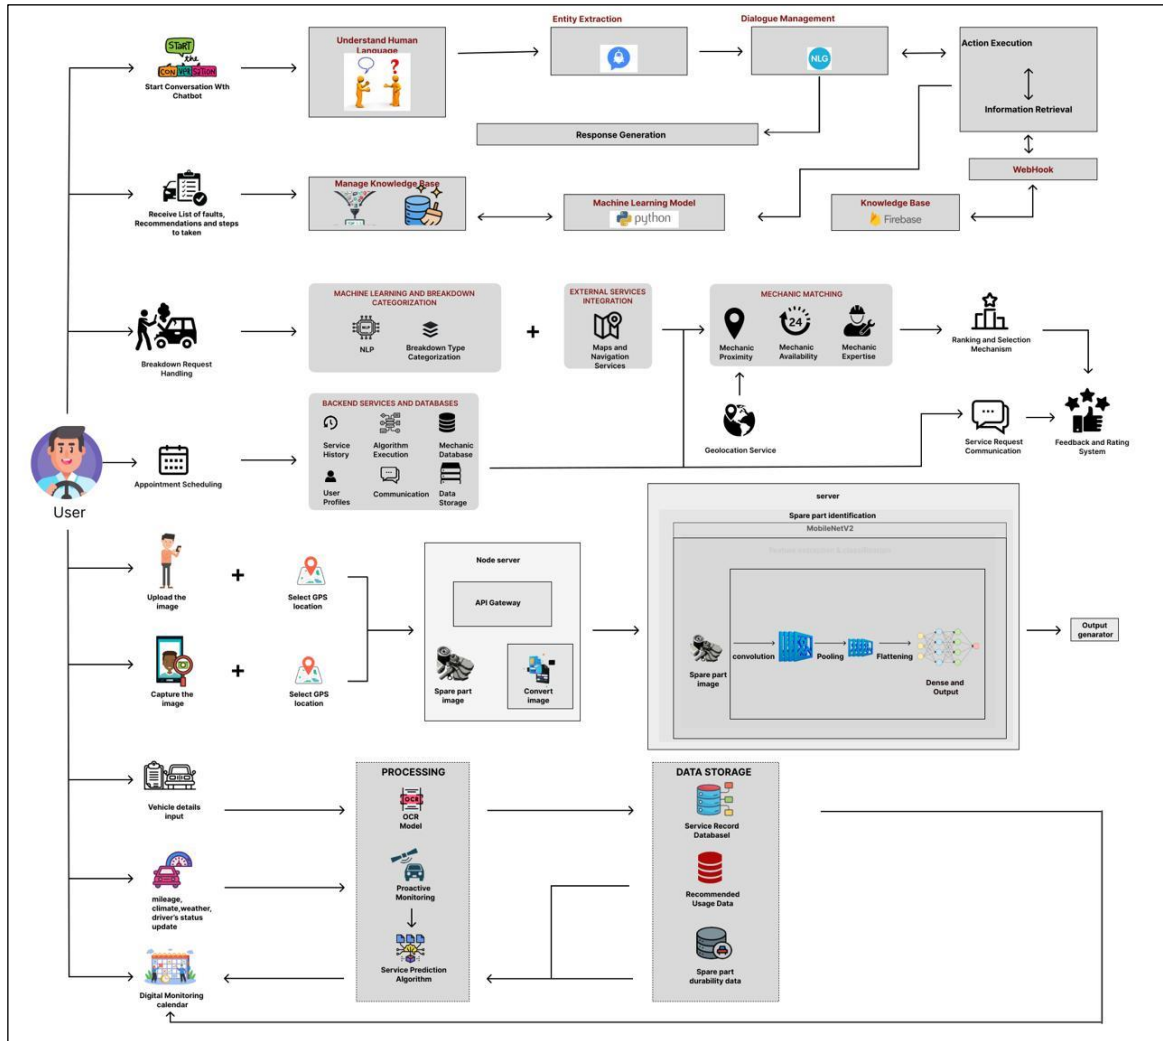 START
the
CONVERSATION
Start Conversation Wth
Chatbot
Understand Human
Language
Entity Extraction
Dialogue Management
NLG
Action Execution
Information Retrieval
Response Generation
WebHook
Receive List of faults,
Recommendations and steps
to taken
Manage Knowledge Base
Machine Learning Model
python
Knowledge Base
Firebase
Breakdown Request
Handling
MACHINE LEARNING AND BREAKDOWN
CATEGORIZATION
NLP
NLP
Breakdown Type
Categorization
+
EXTERNAL SERVICES
INTEGRATION
Maps and
Navigation
Services
MECHANIC MATCHING
24
Mechanic
Proximity
Mechanic
Availability
Mechanic
Expertise
Ranking and Selection
Mechanism
Geolocation Service
Service Request
Communication
Feedback and Rating
System
User
Appointment Scheduling
BACKEND SERVICES AND DATABASES
Service
History
Algorithm
Execution
Mechanic
Database
User
Profiles
Communication
Data
Storage
Upload the
image
+
Select GPS
location
Capture the
image
+
Select GPS
location
Node server
API Gateway
Spare part
image
Convert
image
server
Spare part identification
MobileNetV2
Spare part
image
convolution
Pooling
Flattening
Dense and
Output
Output
genarator
Vehicle details
input
mileage,
climate,weather,
driver's status
update
Digital Monitoring
calendar
PROCESSING
OCR
OCR
Model
Proactive
Monitoring
Service Prediction
Algorithm
DATA STORAGE
Service Record
Databasel
Recommended
Usage Data
Spare part
durability data